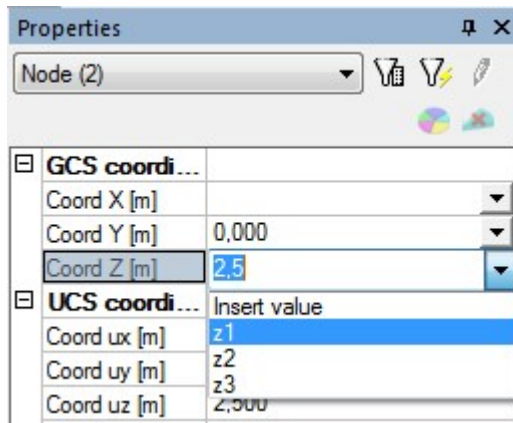 Properties
Node (2)
GCS coordi...
Coord X [m]
Coord Y [m] 0,000
Coord Z [m] 2,5
UCS coordi... Insert value
Coord ux [m] z1
Coord uy [m] z2
z3
Coord uz [m] 2,500